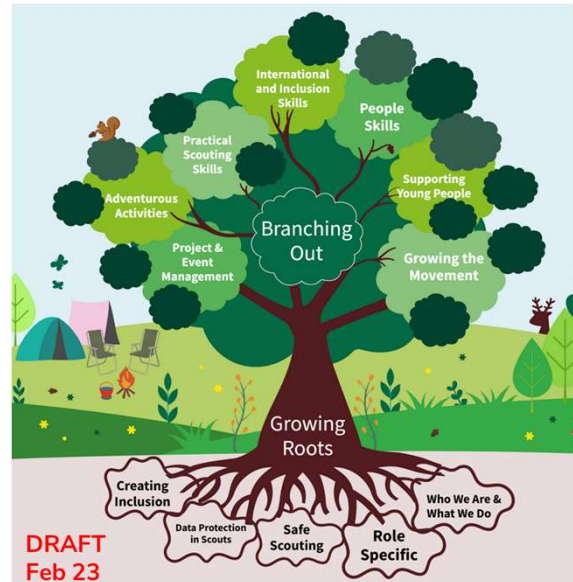 International
and Inclusion
Skills
People
Skills
Practical
Scouting
Skills
Adventurous
Activities
Supporting
Young People
Branching
Out
Project &
Event
Management
Growing the
Movement
Growing
Roots
Creating
Inclusion
Data Protection
in Scouts
Safe
Scouting
Role
Specific
Who We Are &
What We Do
DRAFT
Feb 23